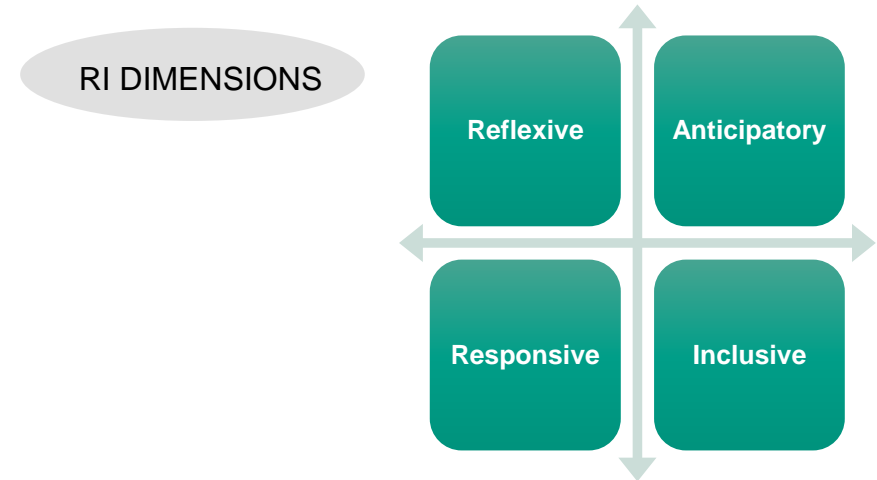 RI DIMENSIONS
Reflexive
Anticipatory
Responsive
Inclusive